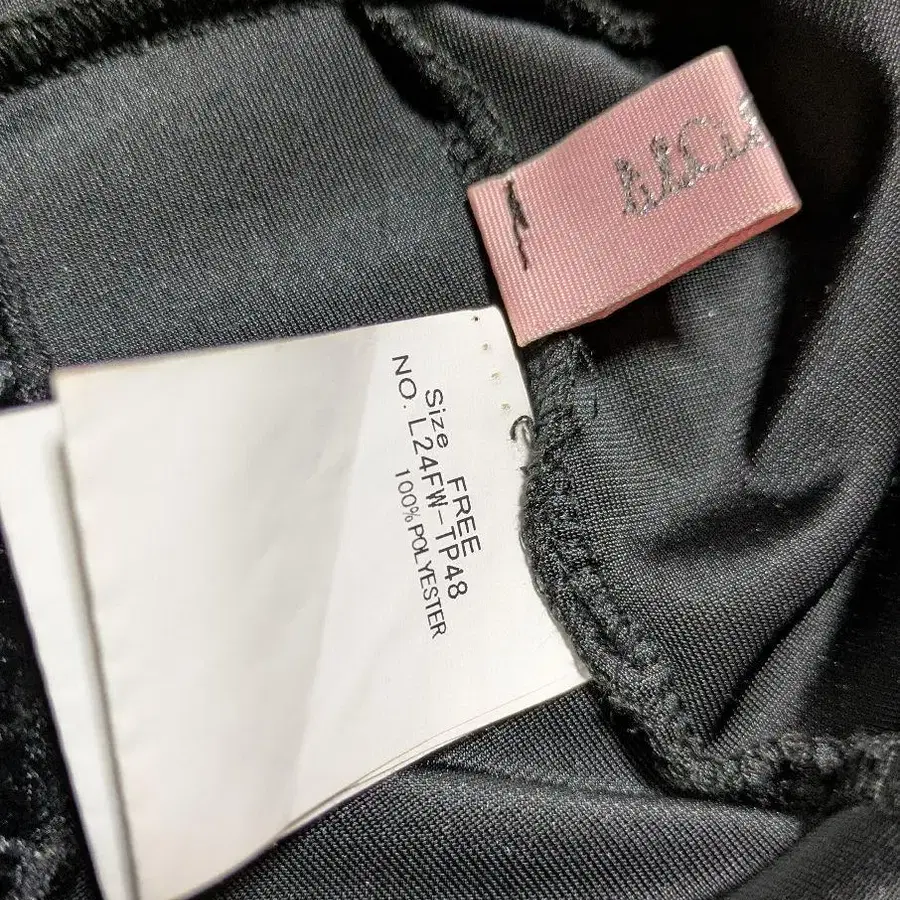 Size FREE
NO. L24FW-TP48
100%POLYESTER